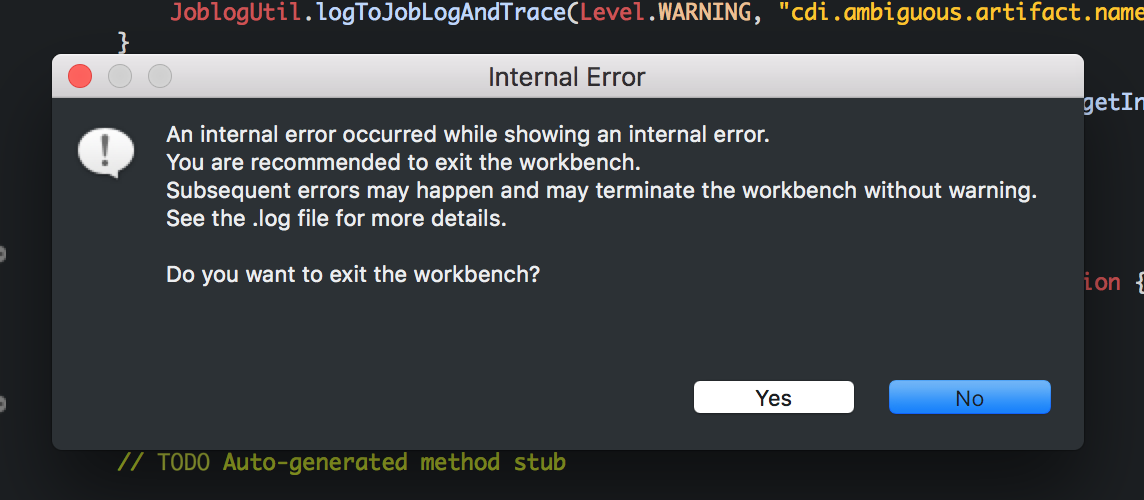 JoblogUtil.logToJobLogAndTrace(Level.WARNING, "cdi.ambiguous.artifact.name
}
Internal Error
getIn
An internal error occurred while showing an internal error.
You are recommended to exit the workbench.
Subsequent errors may happen and may terminate the workbench without warning.
See the .log file for more details.
Do you want to exit the workbench?
ion {
Yes No
// TODO Auto-generated method stub